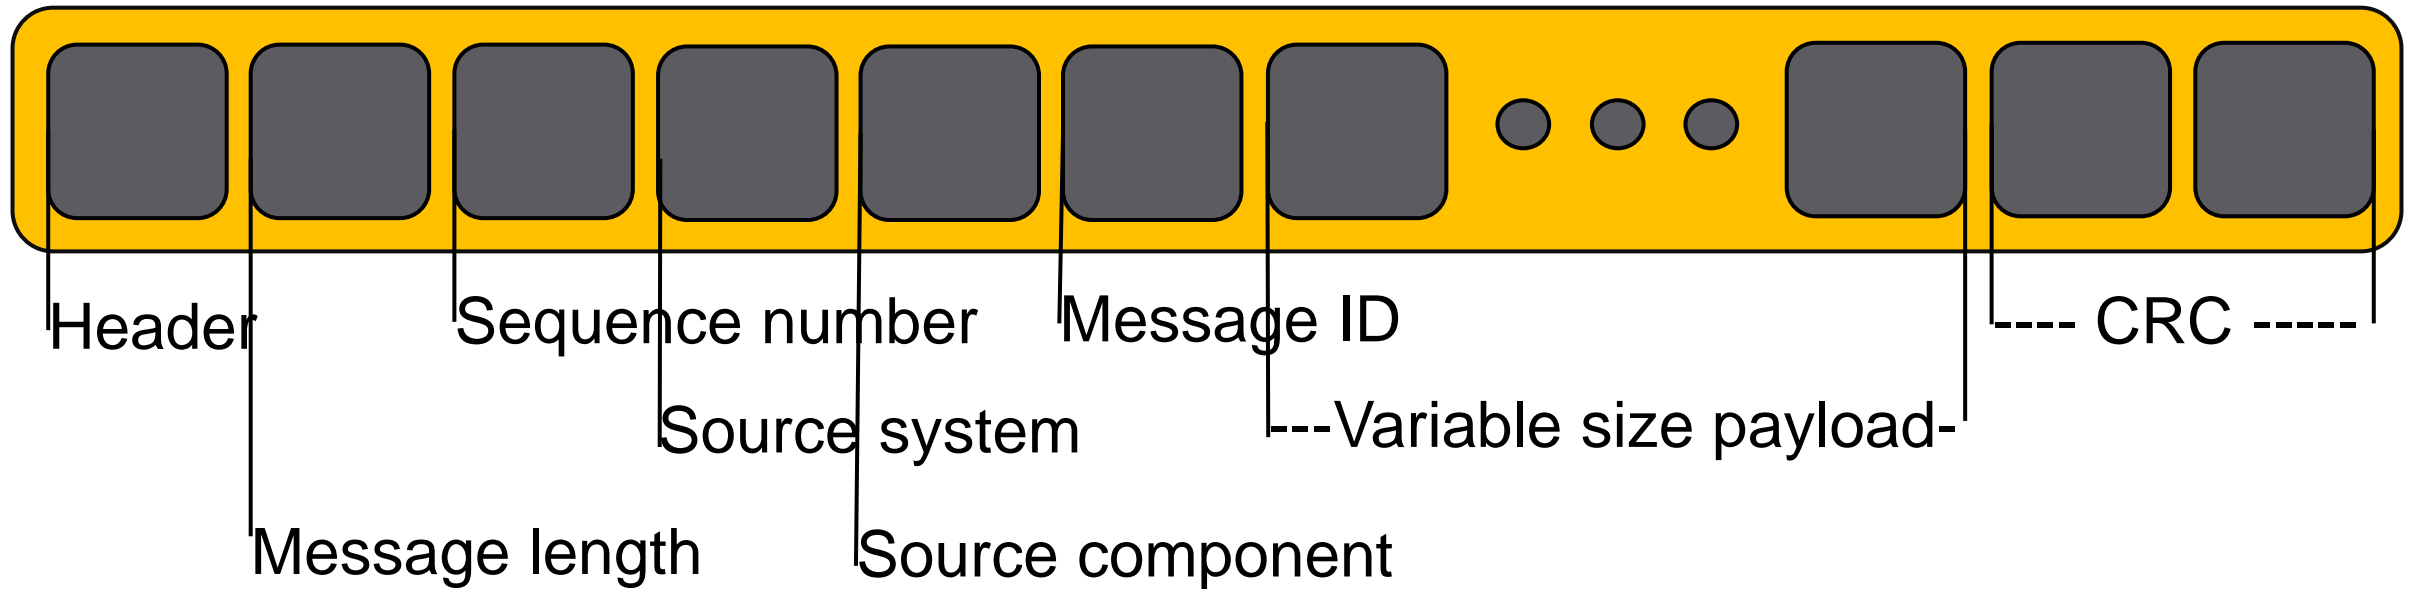 Header
Sequence number
Message ID
---- CRC -----
Source system
---Variable size payload-
Message length
Source component